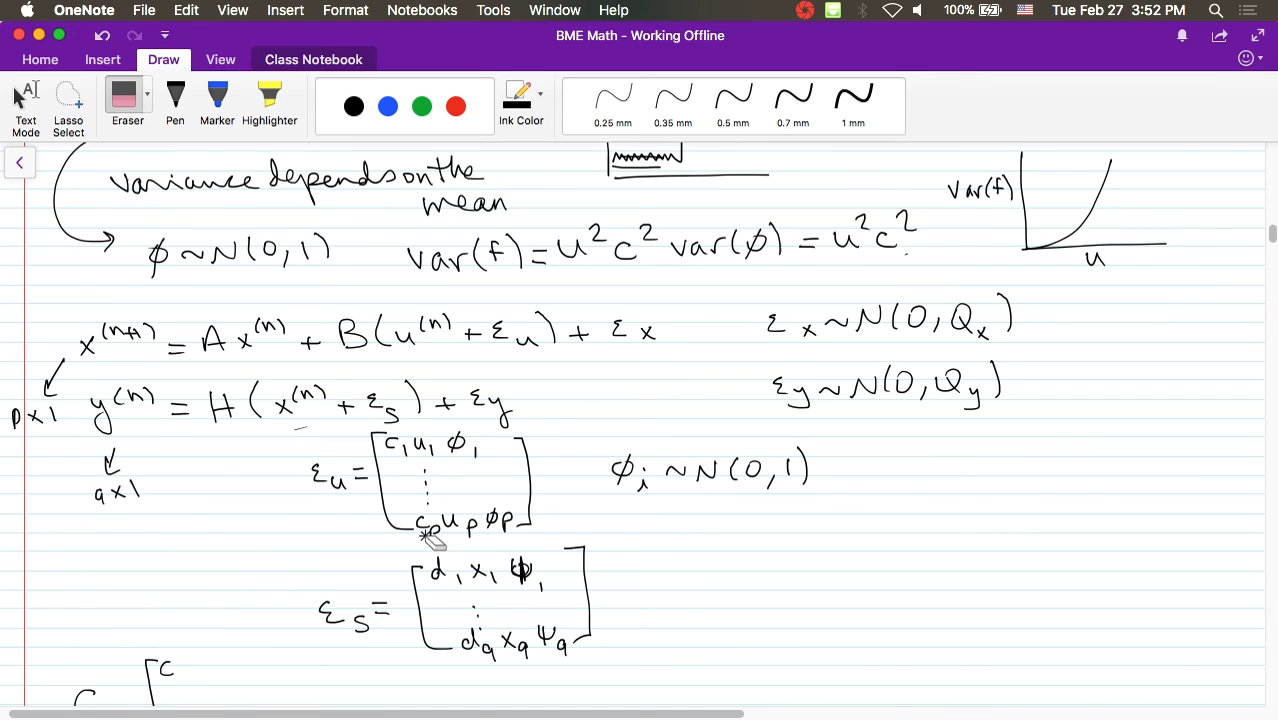 OneNote File Edit View Insert Format Notebooks Tools Window Help 100% Tue Feb 27 3:52 PM
BME Math - Working Offline
Home Insert Draw View Class Notebook
Text Mode Lasso Select Eraser Pen Marker Highlighter Ink Color 0.25 mm 0.35 mm 0.5 mm 0.7 mm 1 mm
variance depends on the
mean
var(f)
u
ϕ ~ N(0,1) var(f) = u² c² var(ϕ) = u² c²
x^(n+1) = A x^(n) + B(u^(n) + ε_u) + ε_x
ε_x ~ N(0, Q_x)
p x 1
y^(n) = H(x^(n) + ε_s) + ε_y
ε_y ~ N(0, Q_y)
q x 1
ε_u = [c_1 u_1 ϕ_1
⋮
c_p u_p ϕ_p]
ϕ_i ~ N(0,1)
ε_s = [d_1 x_1 ψ_1
⋮
d_q x_q ψ_q]
[c
C